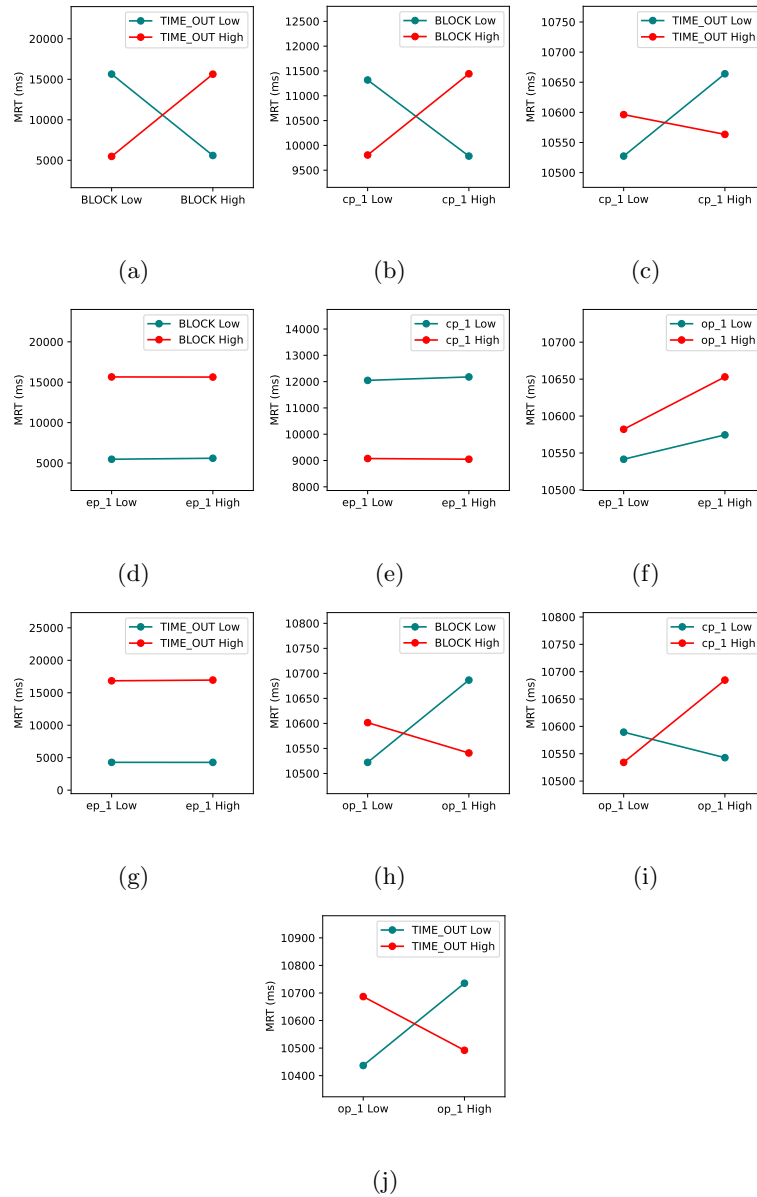 TIME_OUT Low
TIME_OUT High
20000
15000
10000
5000
MRT (ms)
BLOCK Low
BLOCK High
(a)
BLOCK Low
BLOCK High
12500
12000
11500
11000
10500
10000
9500
MRT (ms)
cp_1 Low
cp_1 High
(b)
TIME_OUT Low
TIME_OUT High
10750
10700
10650
10600
10550
10500
MRT (ms)
cp_1 Low
cp_1 High
(c)
BLOCK Low
BLOCK High
20000
15000
10000
5000
MRT (ms)
ep_1 Low
ep_1 High
(d)
cp_1 Low
cp_1 High
14000
13000
12000
11000
10000
9000
8000
MRT (ms)
ep_1 Low
ep_1 High
(e)
op_1 Low
op_1 High
10700
10650
10600
10550
10500
MRT (ms)
ep_1 Low
ep_1 High
(f)
TIME_OUT Low
TIME_OUT High
25000
20000
15000
10000
5000
0
MRT (ms)
ep_1 Low
ep_1 High
(g)
BLOCK Low
BLOCK High
10800
10750
10700
10650
10600
10550
10500
MRT (ms)
op_1 Low
op_1 High
(h)
cp_1 Low
cp_1 High
10800
10750
10700
10650
10600
10550
10500
MRT (ms)
op_1 Low
op_1 High
(i)
TIME_OUT Low
TIME_OUT High
10900
10800
10700
10600
10500
10400
MRT (ms)
op_1 Low
op_1 High
(j)